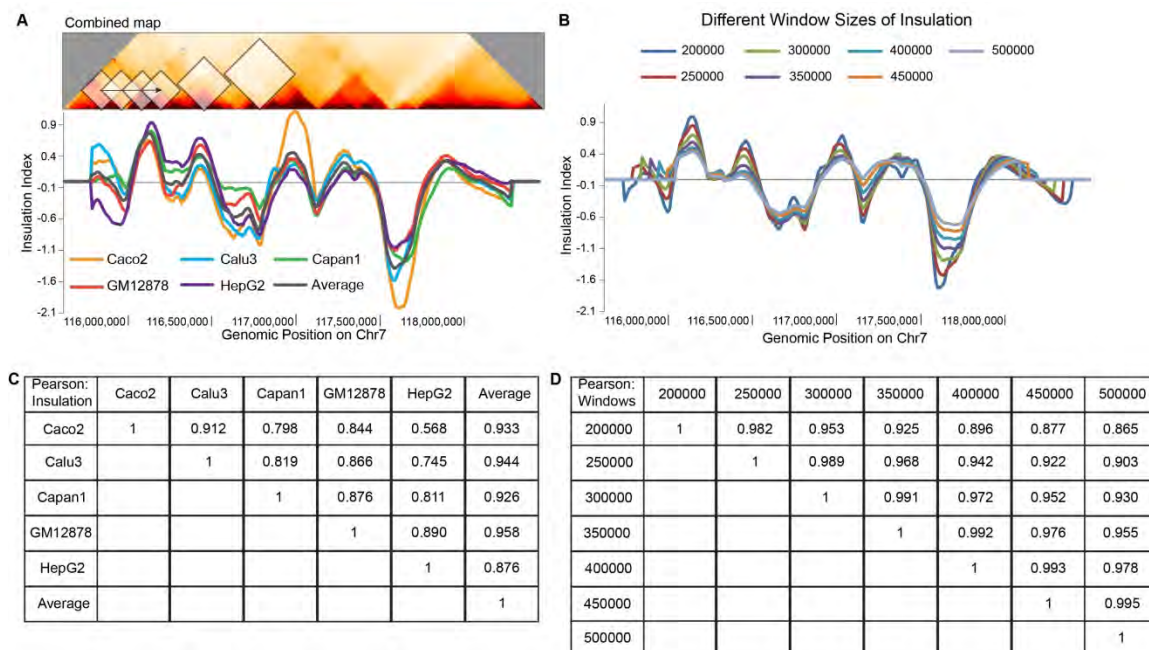 A
Combined map
0.9
0.4
-0.1
-0.6
-1.1
-1.6
-2.1
Insulation Index
Caco2 Calu3 Capan1
GM12878 HepG2 Average
116,000,000 116,500,000 117,000,000 117,500,000 118,000,000
Genomic Position on Chr7
B
Different Window Sizes of Insulation
200000 300000 400000 500000
250000 350000 450000
0.9
0.4
-0.1
-0.6
-1.1
-1.6
-2.1
Insulation Index
116,000,000 116,500,000 117,000,000 117,500,000 118,000,000
Genomic Position on Chr7
C
Pearson:
Insulation Caco2 Calu3 Capan1 GM12878 HepG2 Average
Caco2 1 0.912 0.798 0.844 0.568 0.933
Calu3 1 0.819 0.866 0.745 0.944
Capan1 1 0.876 0.811 0.926
GM12878 1 0.890 0.958
HepG2 1 0.876
Average 1
D
Pearson:
Windows 200000 250000 300000 350000 400000 450000 500000
200000 1 0.982 0.953 0.925 0.896 0.877 0.865
250000 1 0.989 0.968 0.942 0.922 0.903
300000 1 0.991 0.972 0.952 0.930
350000 1 0.992 0.976 0.955
400000 1 0.993 0.978
450000 1 0.995
500000 1